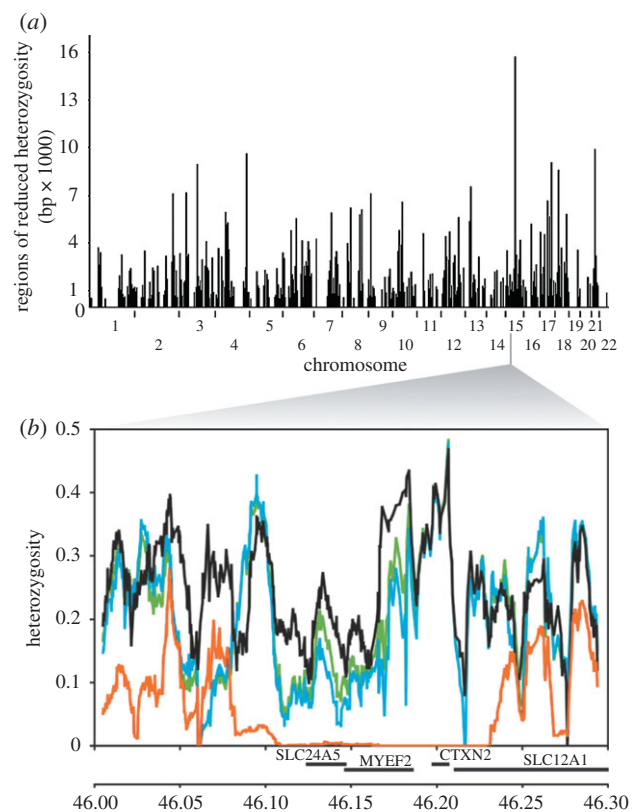 (a)
regions of reduced heterozygosity
(bp × 1000)
16
13
10
7
4
1
0
1 3 5 7 9 11 13 15 17 19 21
2 4 6 8 10 12 14 16 18 20 22
chromosome
(b)
heterozygosity
0.5
0.4
0.3
0.2
0.1
0
SLC24A5 CTXN2
MYEF2 SLC12A1
46.00 46.05 46.10 46.15 46.20 46.25 46.30